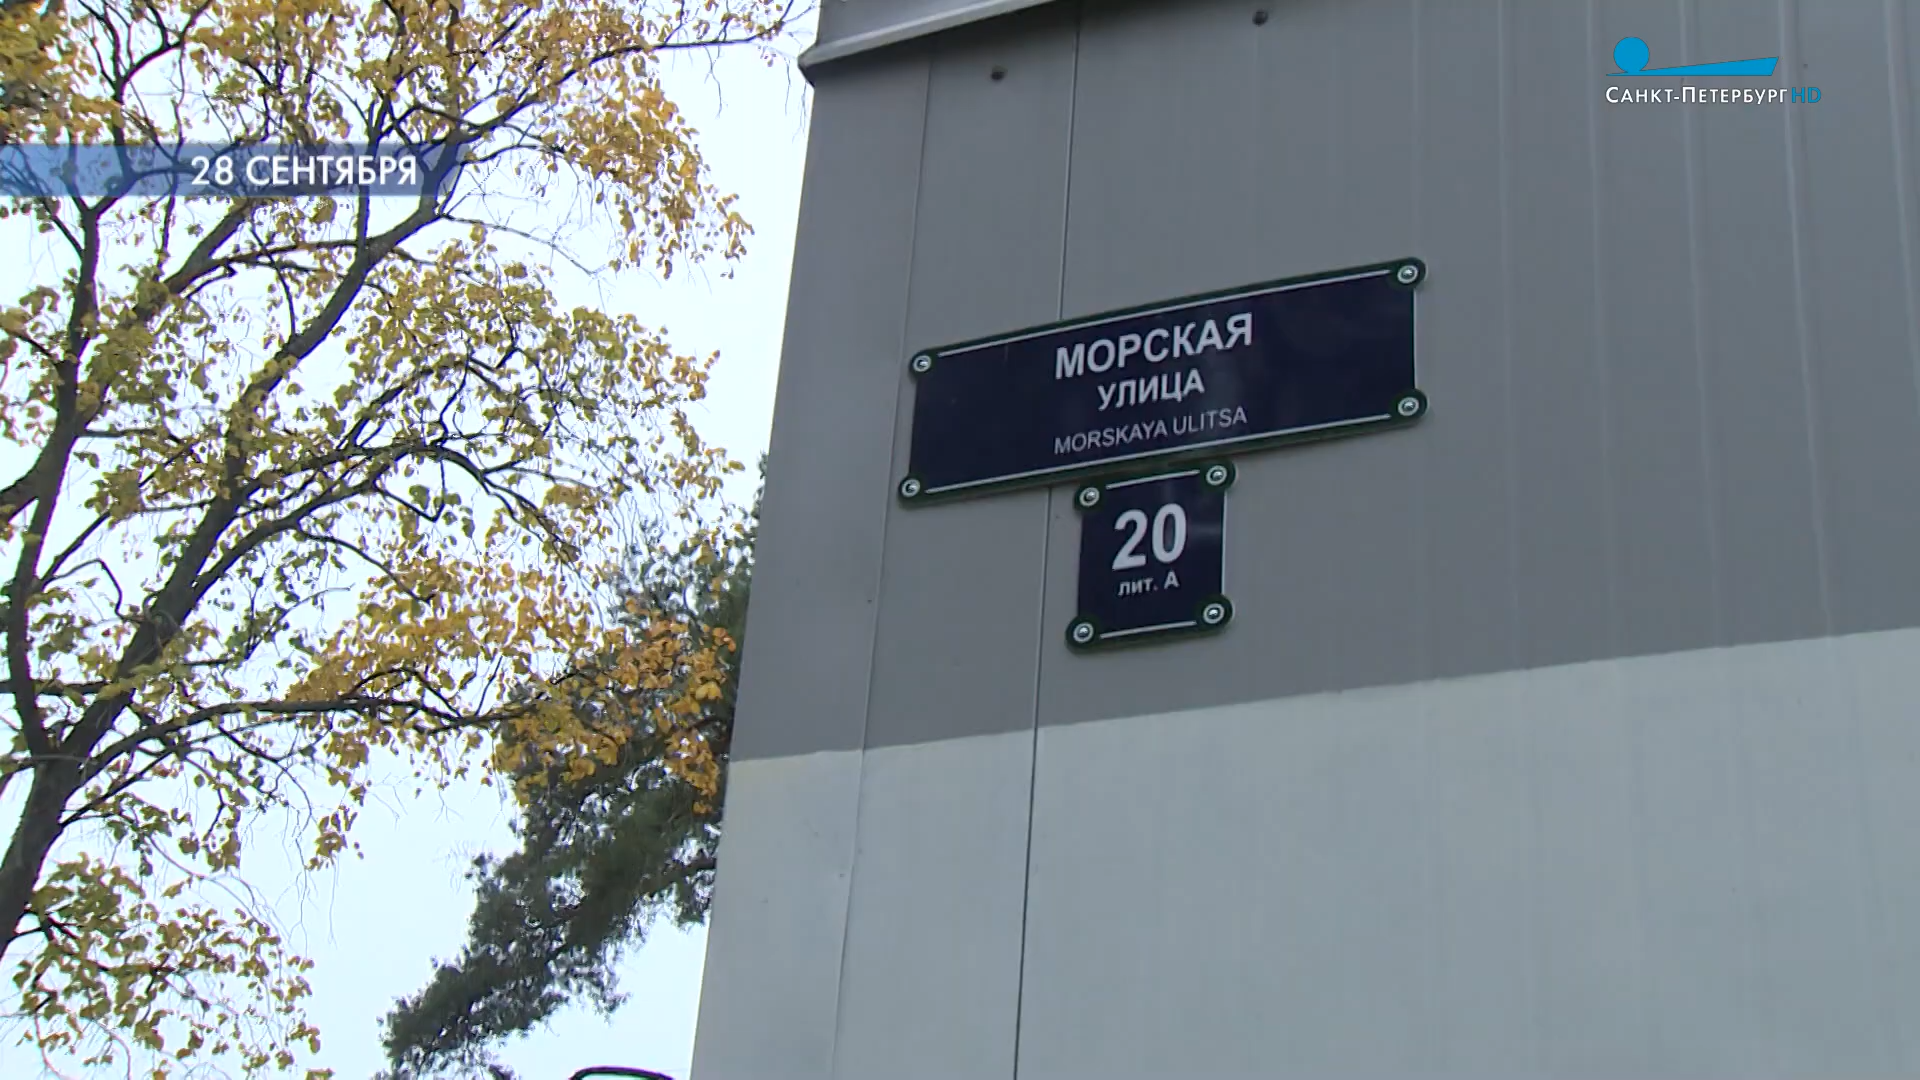 САНКТ-ПЕТЕРБУРГ HD
28 СЕНТЯБРЯ
МОРСКАЯ
УЛИЦА
MORSKAYA ULITSA
20
лит. А